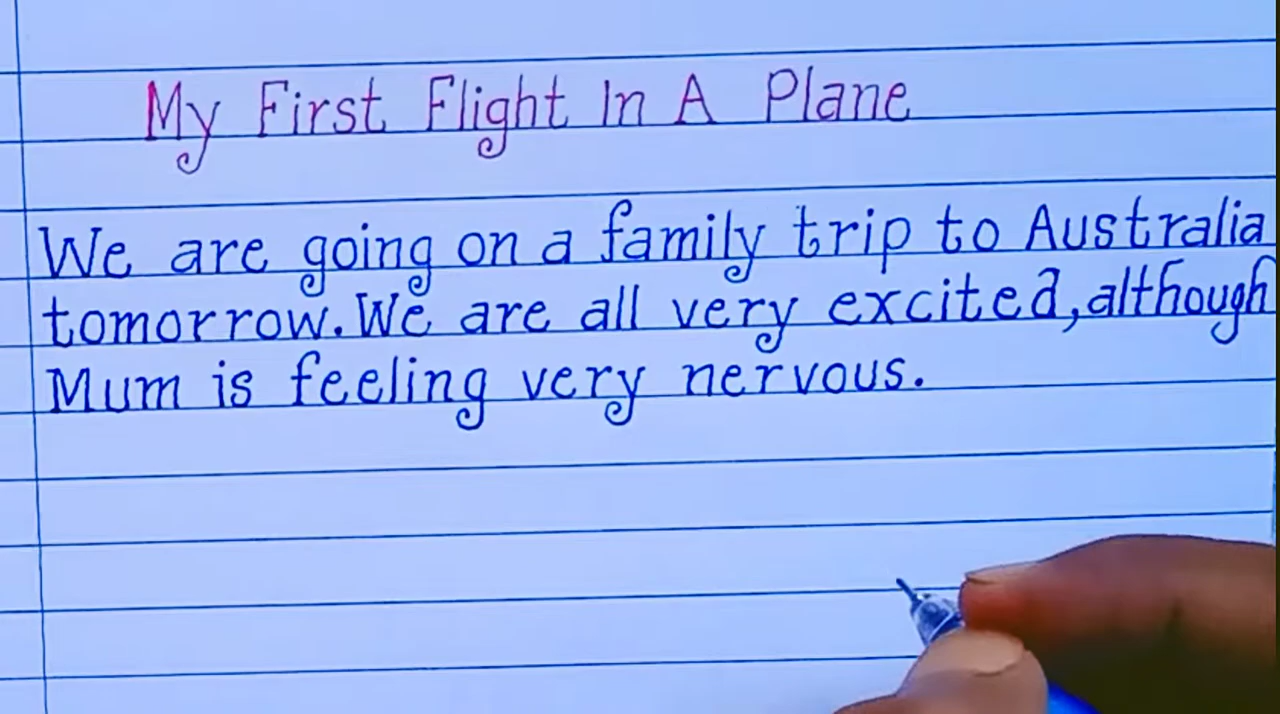 My First Flight In A Plane
We are going on a family trip to Australia
tomorrow. We are all very excited, although
Mum is feeling very nervous.